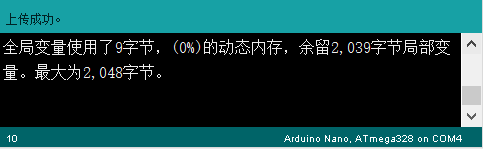 上传成功。
全局变量使用了9字节，(0%)的动态内存，余留2,039字节局部变
量。最大为2,048字节。
10 Arduino Nano, ATmega328 on COM4